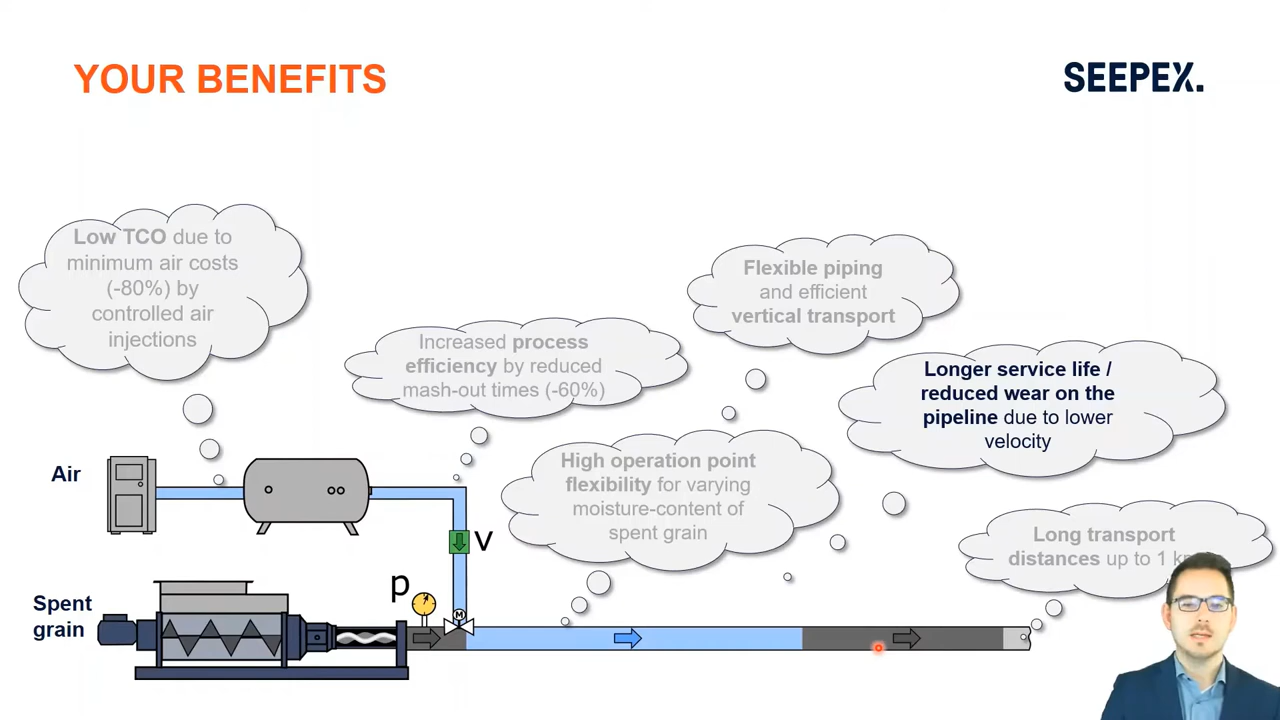 YOUR BENEFITS
SEEPEX.
Low TCO due to
minimum air costs
(-80%) by
controlled air
injections
Increased process
efficiency by reduced
mash-out times (-60%)
Flexible piping
and efficient
vertical transport
Longer service life /
reduced wear on the
pipeline due to lower
velocity
High operation point
flexibility for varying
moisture-content of
spent grain
Long transport
distances up to 1
Air
V
p
M
Spent
grain